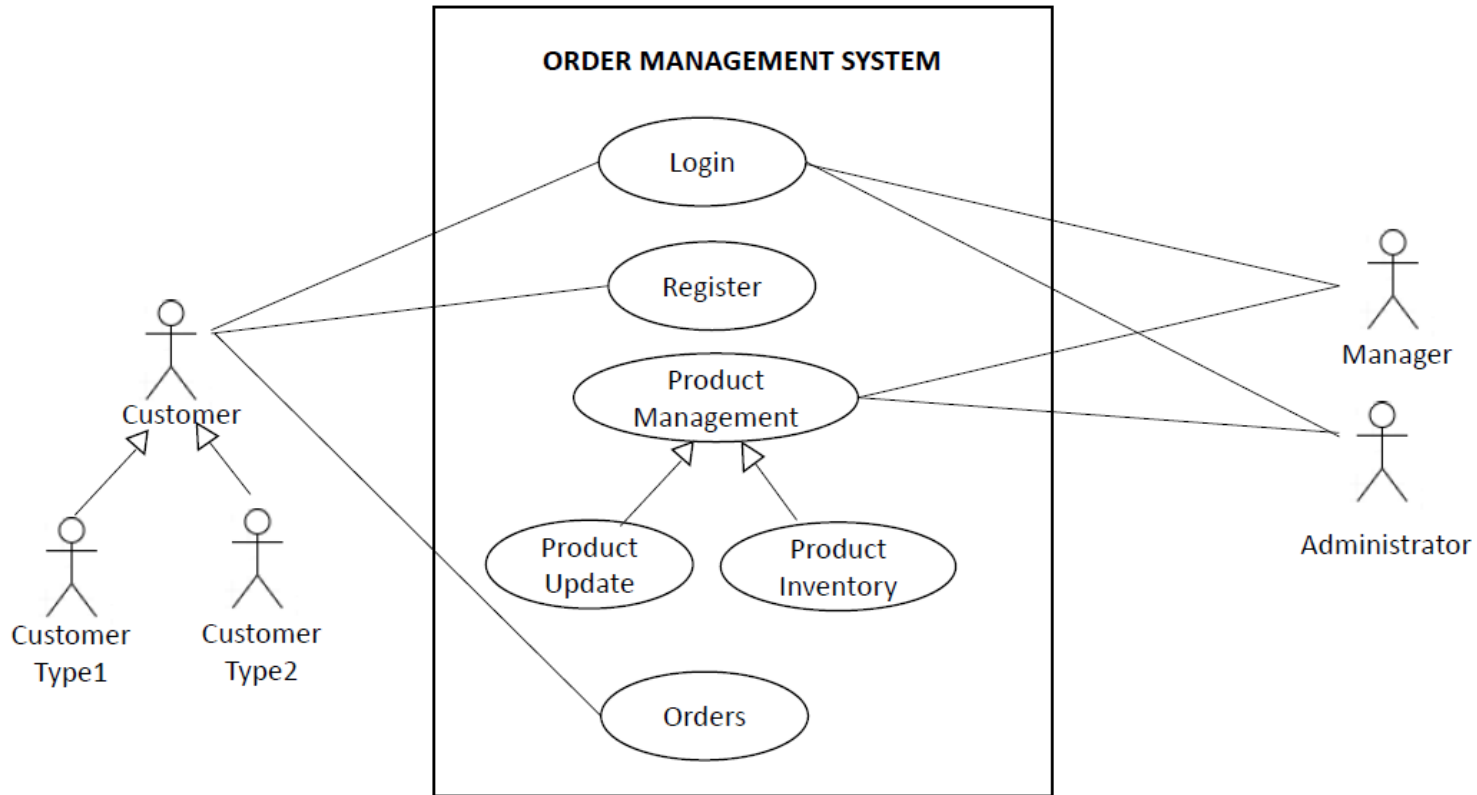 ORDER MANAGEMENT SYSTEM
Login
Register
Manager
Product
Management
Customer
Product
Update
Product
Inventory
Administrator
Customer
Type1
Customer
Type2
Orders